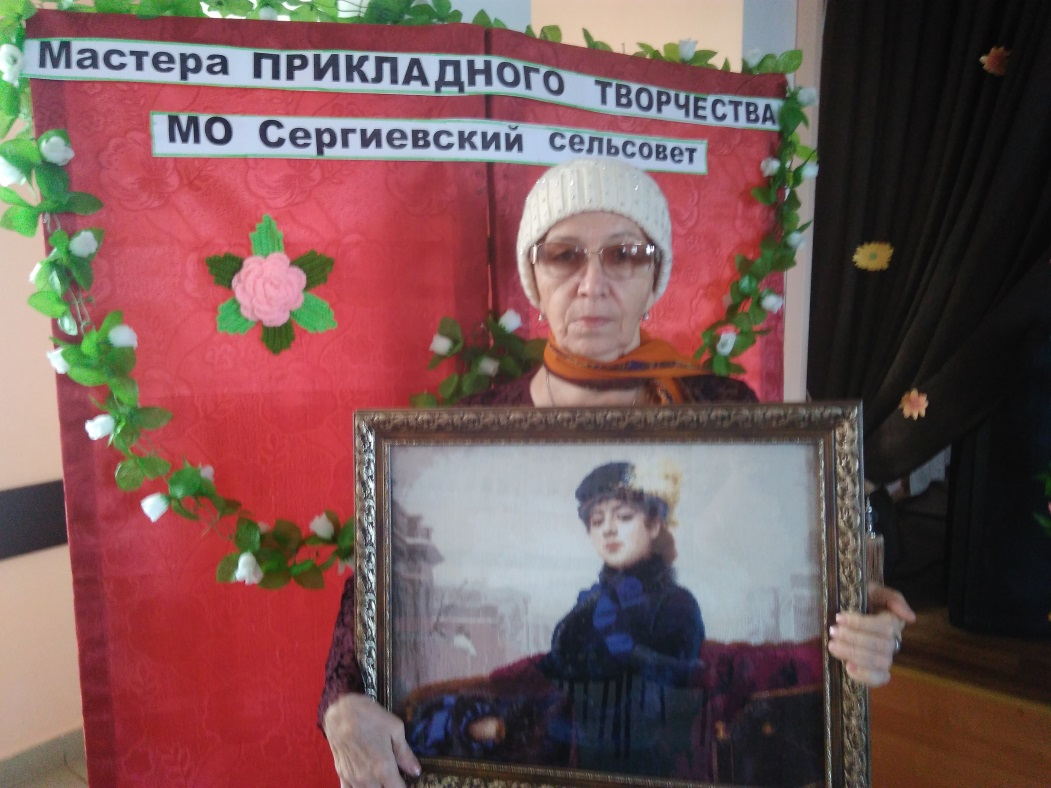 Мастера ПРИКЛАДНОГО ТВОРЧЕСТВА
МО Сергиевский сельсовет